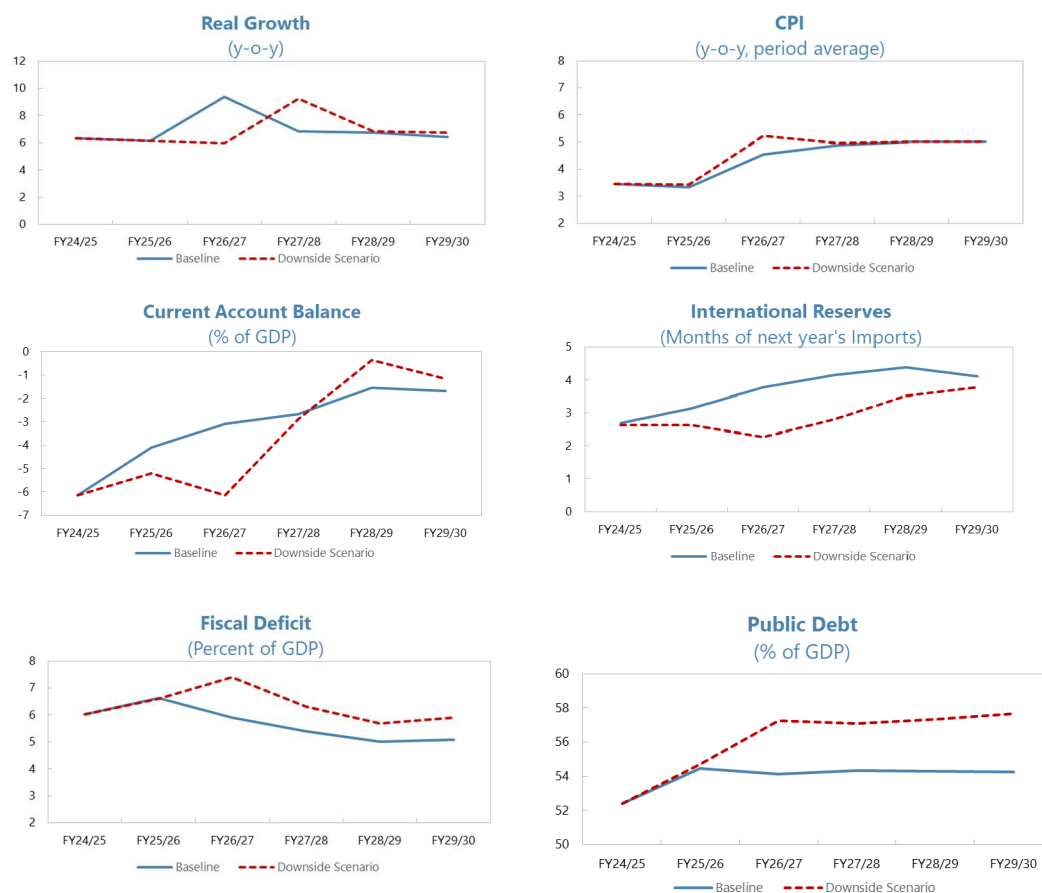 Real Growth
(y-o-y)
12
10
8
6
4
2
0
FY24/25 FY25/26 FY26/27 FY27/28 FY28/29 FY29/30
Baseline Downside Scenario
CPI
(y-o-y, period average)
8
7
6
5
4
3
2
FY24/25 FY25/26 FY26/27 FY27/28 FY28/29 FY29/30
Baseline Downside Scenario
Current Account Balance
(% of GDP)
0
-1
-2
-3
-4
-5
-6
-7
FY24/25 FY25/26 FY26/27 FY27/28 FY28/29 FY29/30
Baseline Downside Scenario
International Reserves
(Months of next year's Imports)
5
4
3
2
1
0
FY24/25 FY25/26 FY26/27 FY27/28 FY28/29 FY29/30
Baseline Downside Scenario
Fiscal Deficit
(Percent of GDP)
8
7
6
5
4
3
2
FY24/25 FY25/26 FY26/27 FY27/28 FY28/29 FY29/30
Baseline Downside Scenario
Public Debt
(% of GDP)
60
58
56
54
52
50
FY24/25 FY25/26 FY26/27 FY27/28 FY28/29 FY29/30
Baseline Downside Scenario